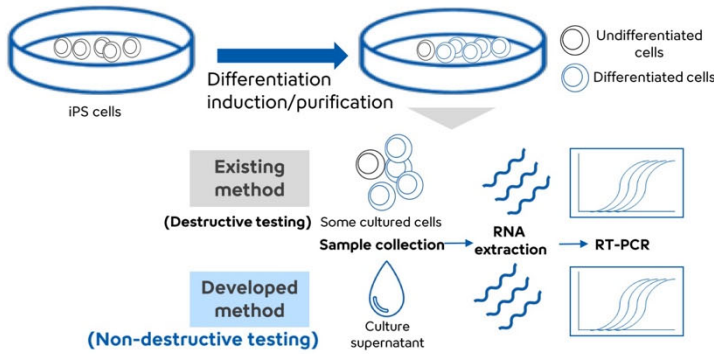 Undifferentiated
cells
Differentiated cells
iPS cells
Differentiation
induction/purification
Existing
method
(Destructive testing)
Some cultured cells
Sample collection
RNA
extraction
RT-PCR
Developed
method
(Non-destructive testing)
Culture
supernatant